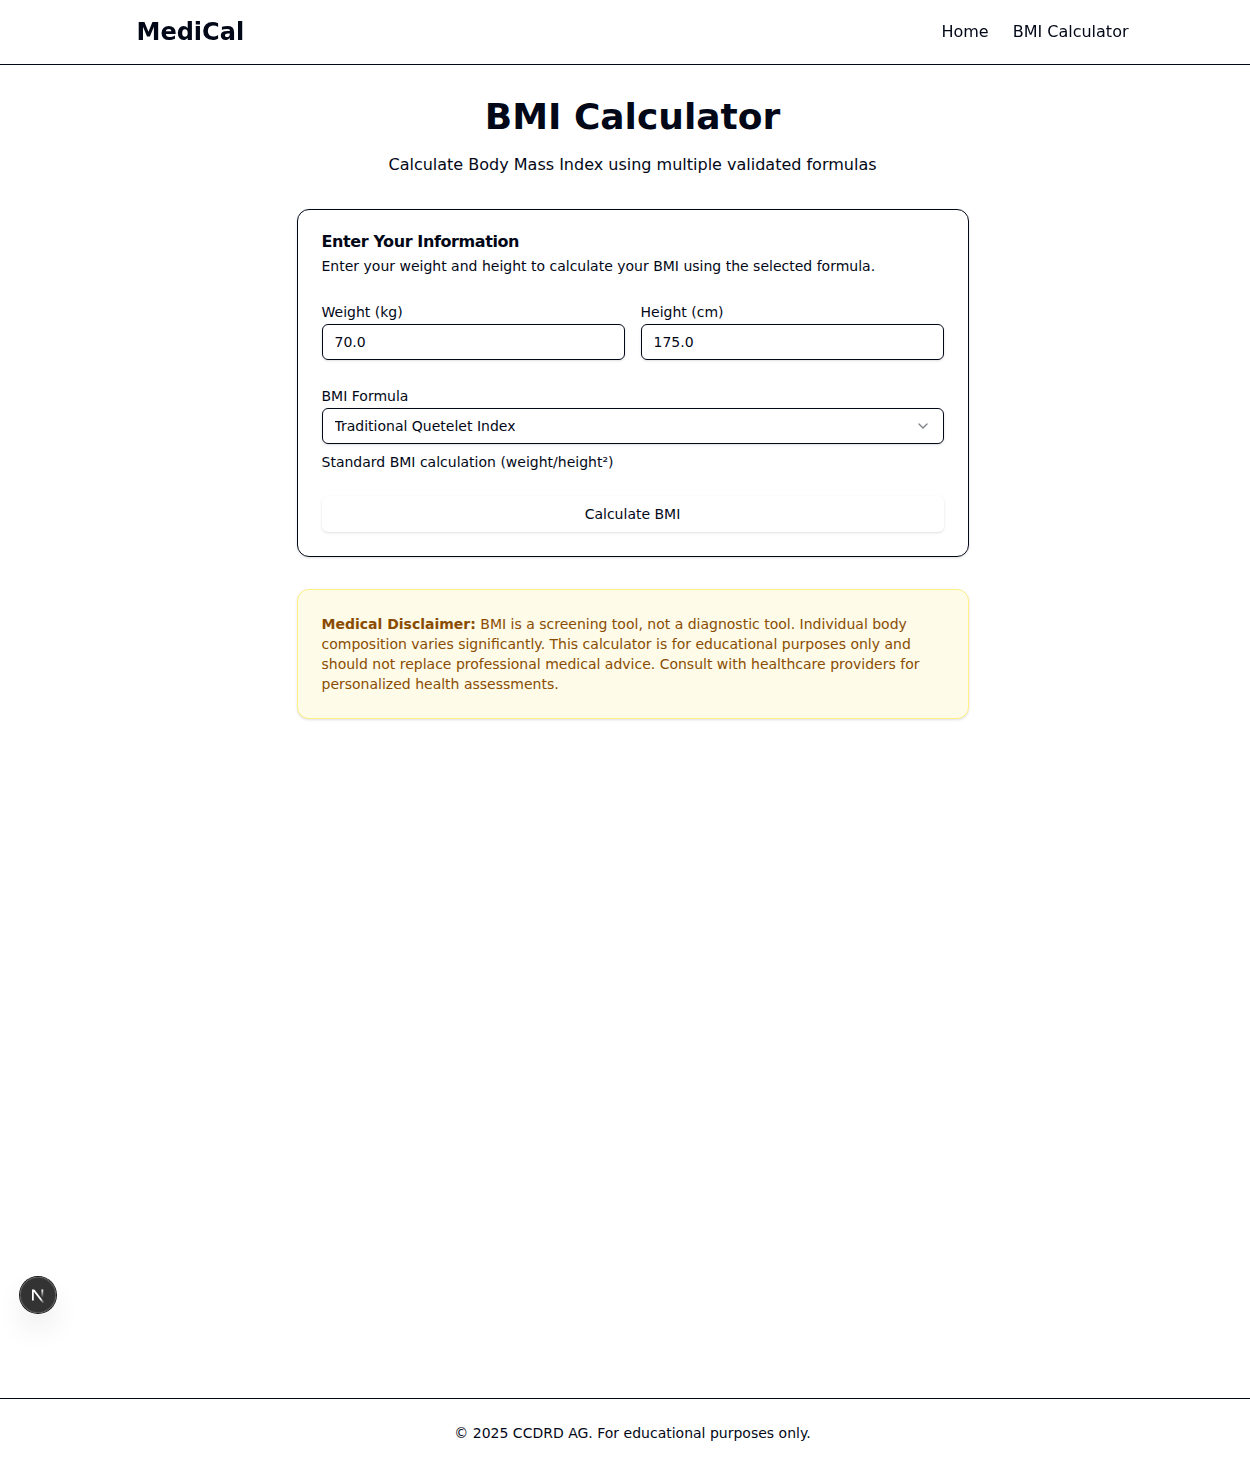 MediCal
Home
BMI Calculator
BMI Calculator
Calculate Body Mass Index using multiple validated formulas
Enter Your Information
Enter your weight and height to calculate your BMI using the selected formula.
Weight (kg)
Height (cm)
70.0
175.0
BMI Formula
Traditional Quetelet Index
Standard BMI calculation (weight/height²)
Calculate BMI
Medical Disclaimer: BMI is a screening tool, not a diagnostic tool. Individual body
composition varies significantly. This calculator is for educational purposes only and
should not replace professional medical advice. Consult with healthcare providers for
personalized health assessments.
N
© 2025 CCDRD AG. For educational purposes only.